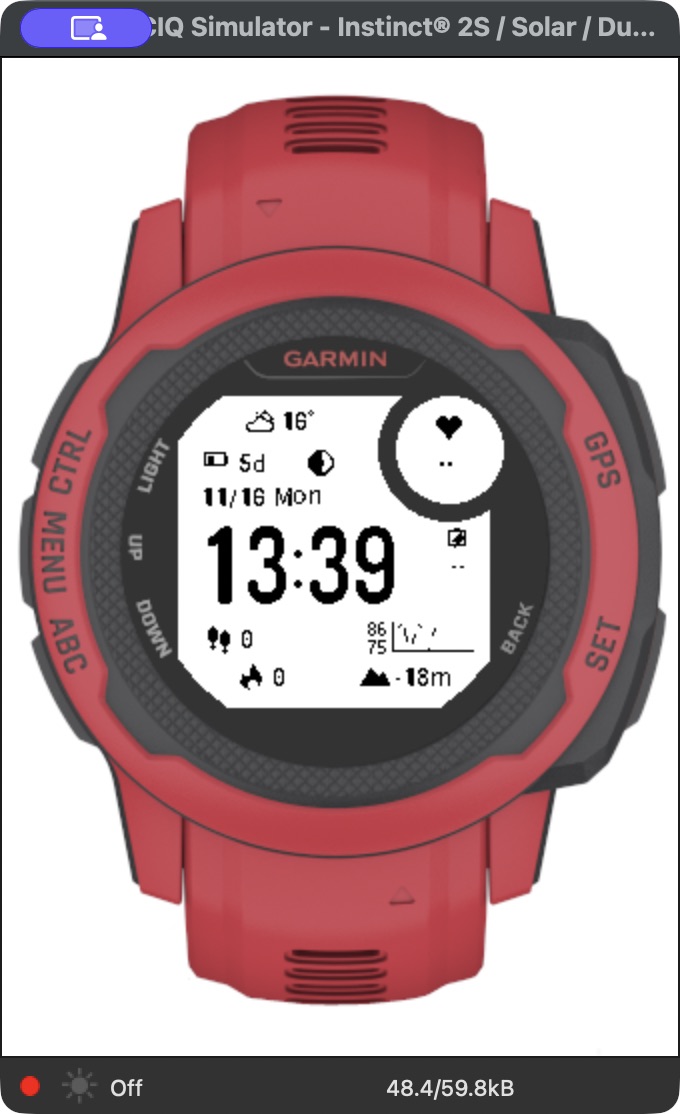 CIQ Simulator - Instinct® 2S / Solar / Du...
GARMIN
16°
5d
11/16 Mon
13:39
--
--
0
86
75
0
-18m
CTRL
MENU
ABC
LIGHT
UP
DOWN
GPS
SET
BACK
Off
48.4/59.8kB